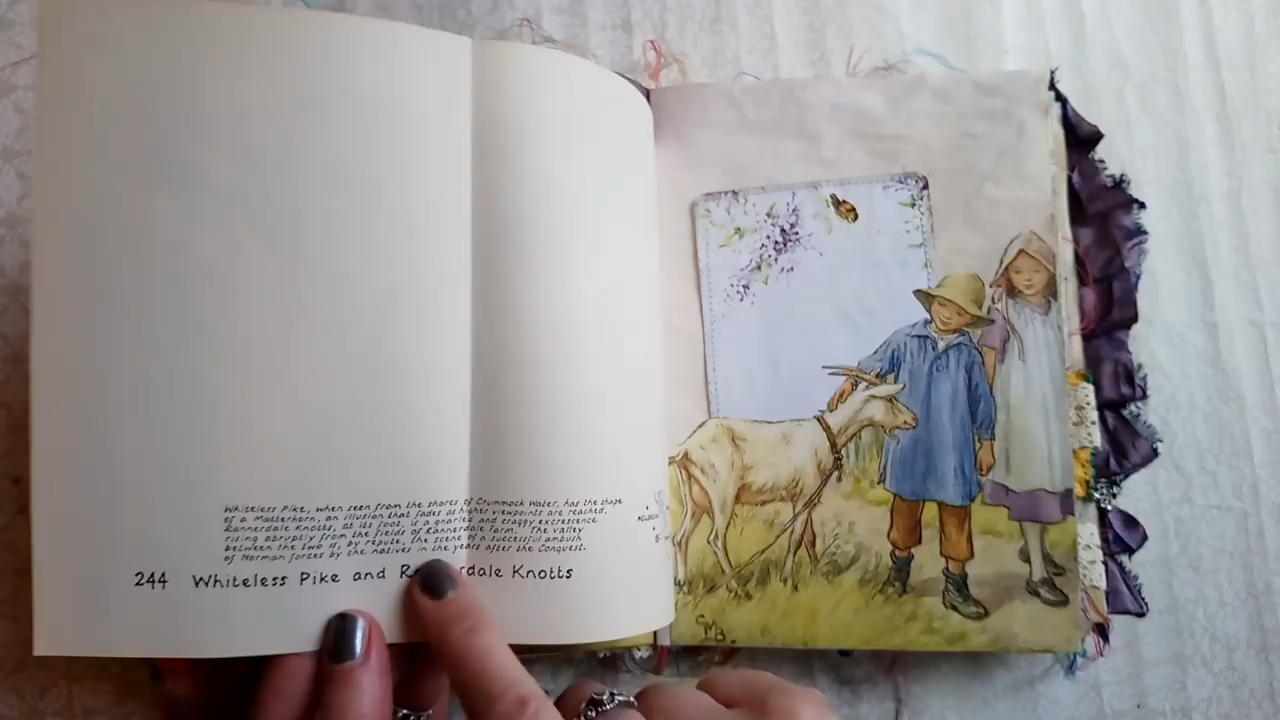 Whiteless Pike, when seen from the shores of Crummock Water, has the shape
of a Matterhorn, an illusion that fades as higher viewpoints are reached.
Rannerdale Knotts, at its foot, is a gnarled and craggy excrescence
rising abruptly from the fields of Rannerdale Farm. The valley
between the two is, by repute, the scene of a successful ambush
of Norman forces by the natives in the years after the Conquest.
244 Whiteless Pike and R rdale Knotts
CMB.